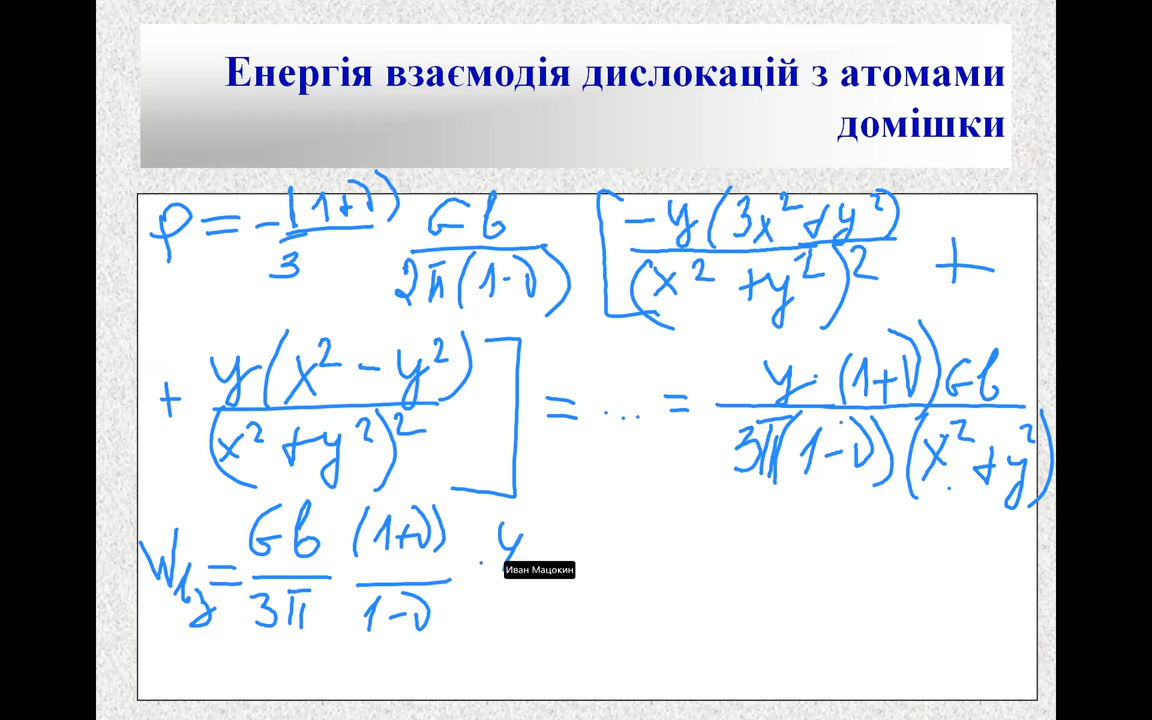 Енергія взаємодія дислокацій з атомами
домішки
P = - (1+ν)/3 Gb/2π(1-ν) [ -y(3x² + y²)/(x² + y²)² +
+ y(x² - y²)/(x² + y²)² ] = ... = y·(1+ν)Gb/3π(1-ν)(x² + y²)
= Gb/3π (1+ν)/1-ν · y
Иван Мацокин